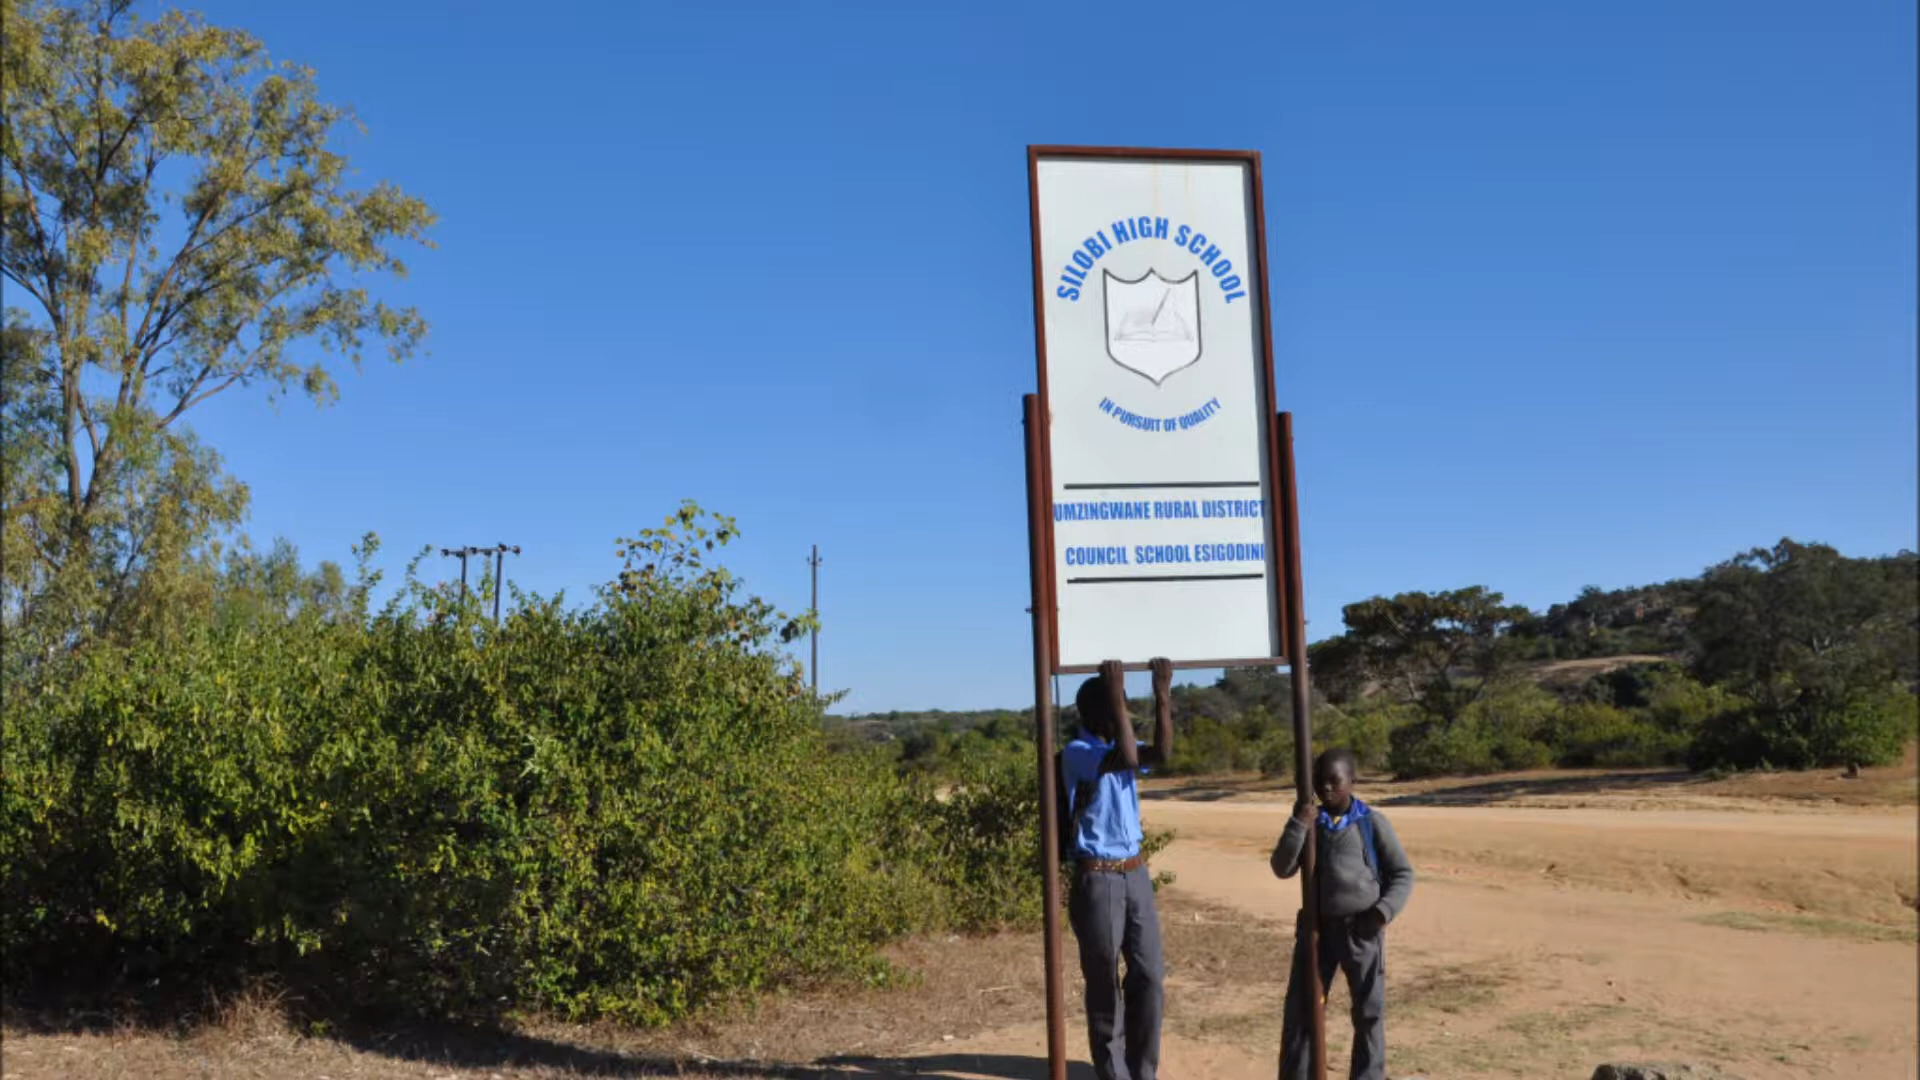 SILOBI HIGH SCHOOL
IN PURSUIT OF QUALITY
UMZINGWANE RURAL DISTRICT
COUNCIL SCHOOL ESIGODINI